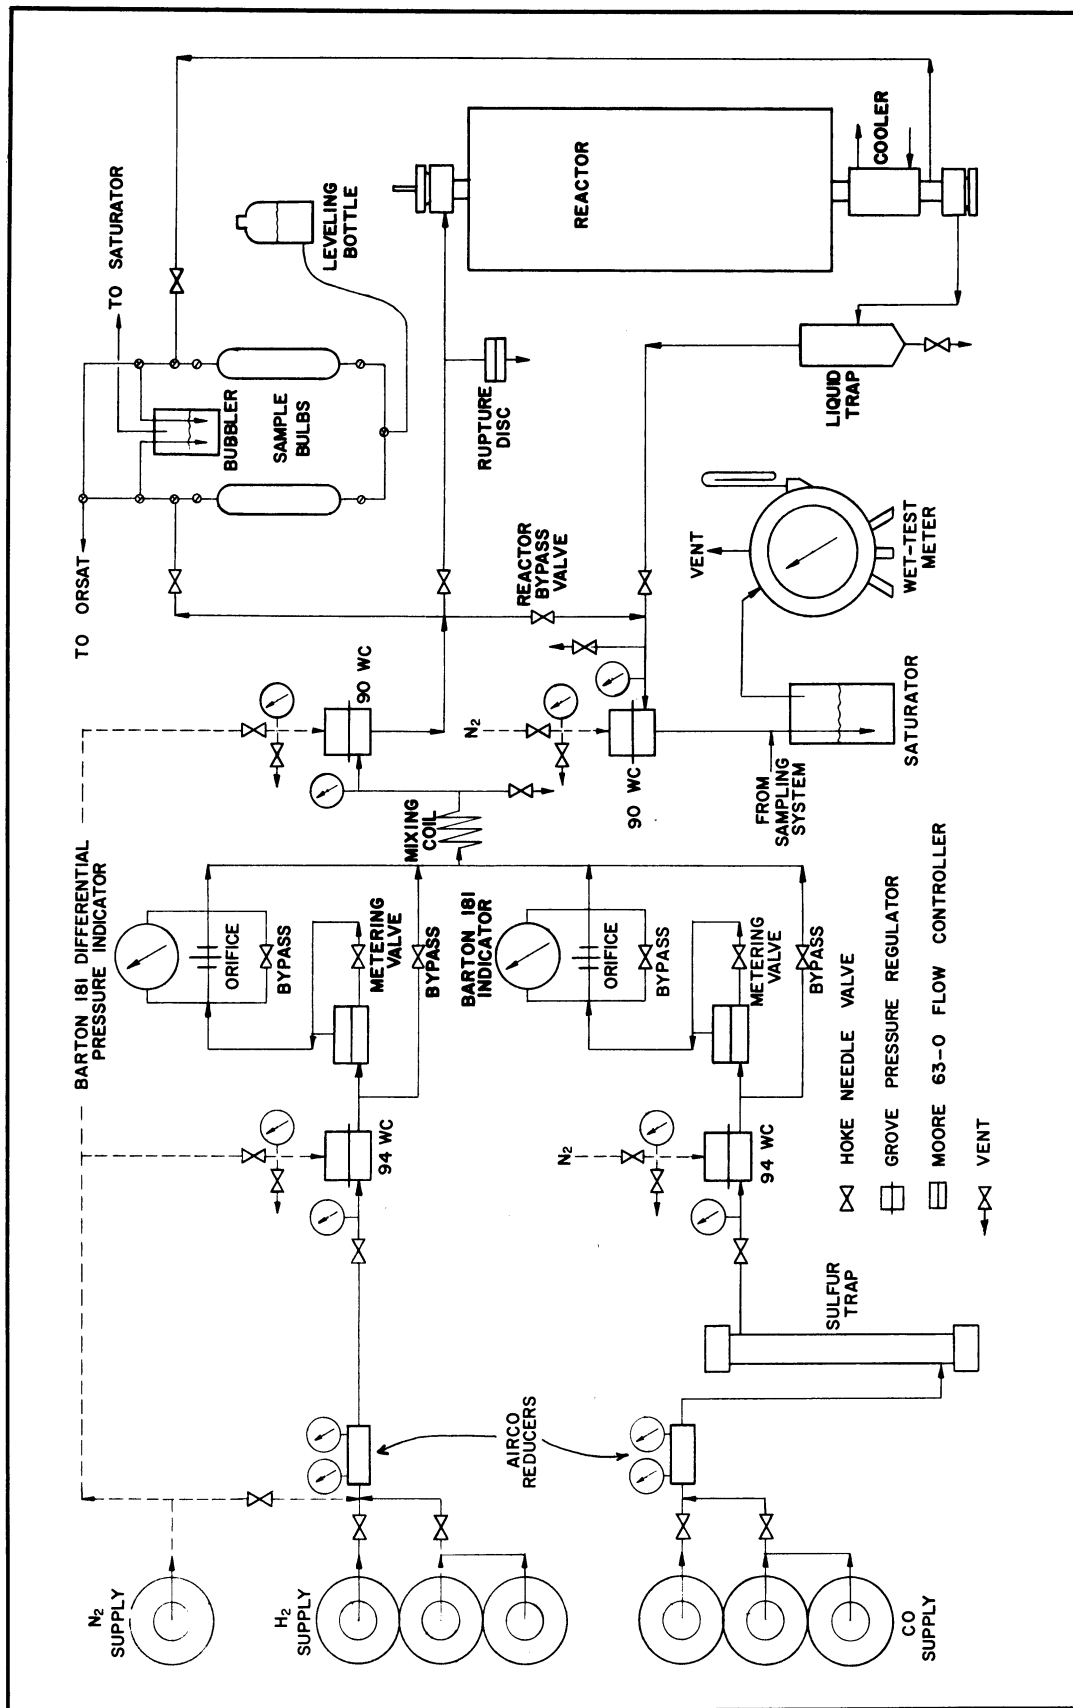 N2
SUPPLY
H2
SUPPLY
CO
SUPPLY
AIRCO
REDUCERS
SULFUR
TRAP
BARTON 181 DIFFERENTIAL
PRESSURE INDICATOR
94 WC
N2
94 WC
ORIFICE
BYPASS
METERING
VALVE
BYPASS
BARTON 181
INDICATOR
ORIFICE
BYPASS
METERING
VALVE
BYPASS
MIXING
COIL
90 WC
N2
90 WC
FROM
SAMPLING
SYSTEM
SATURATOR
TO ORSAT
TO SATURATOR
BUBBLER
SAMPLE
BULBS
LEVELING
BOTTLE
REACTOR
BYPASS
VALVE
RUPTURE
DISC
VENT
WET-TEST
METER
LIQUID
TRAP
REACTOR
COOLER
HOKE NEEDLE VALVE
GROVE PRESSURE REGULATOR
MOORE 63-O FLOW CONTROLLER
VENT